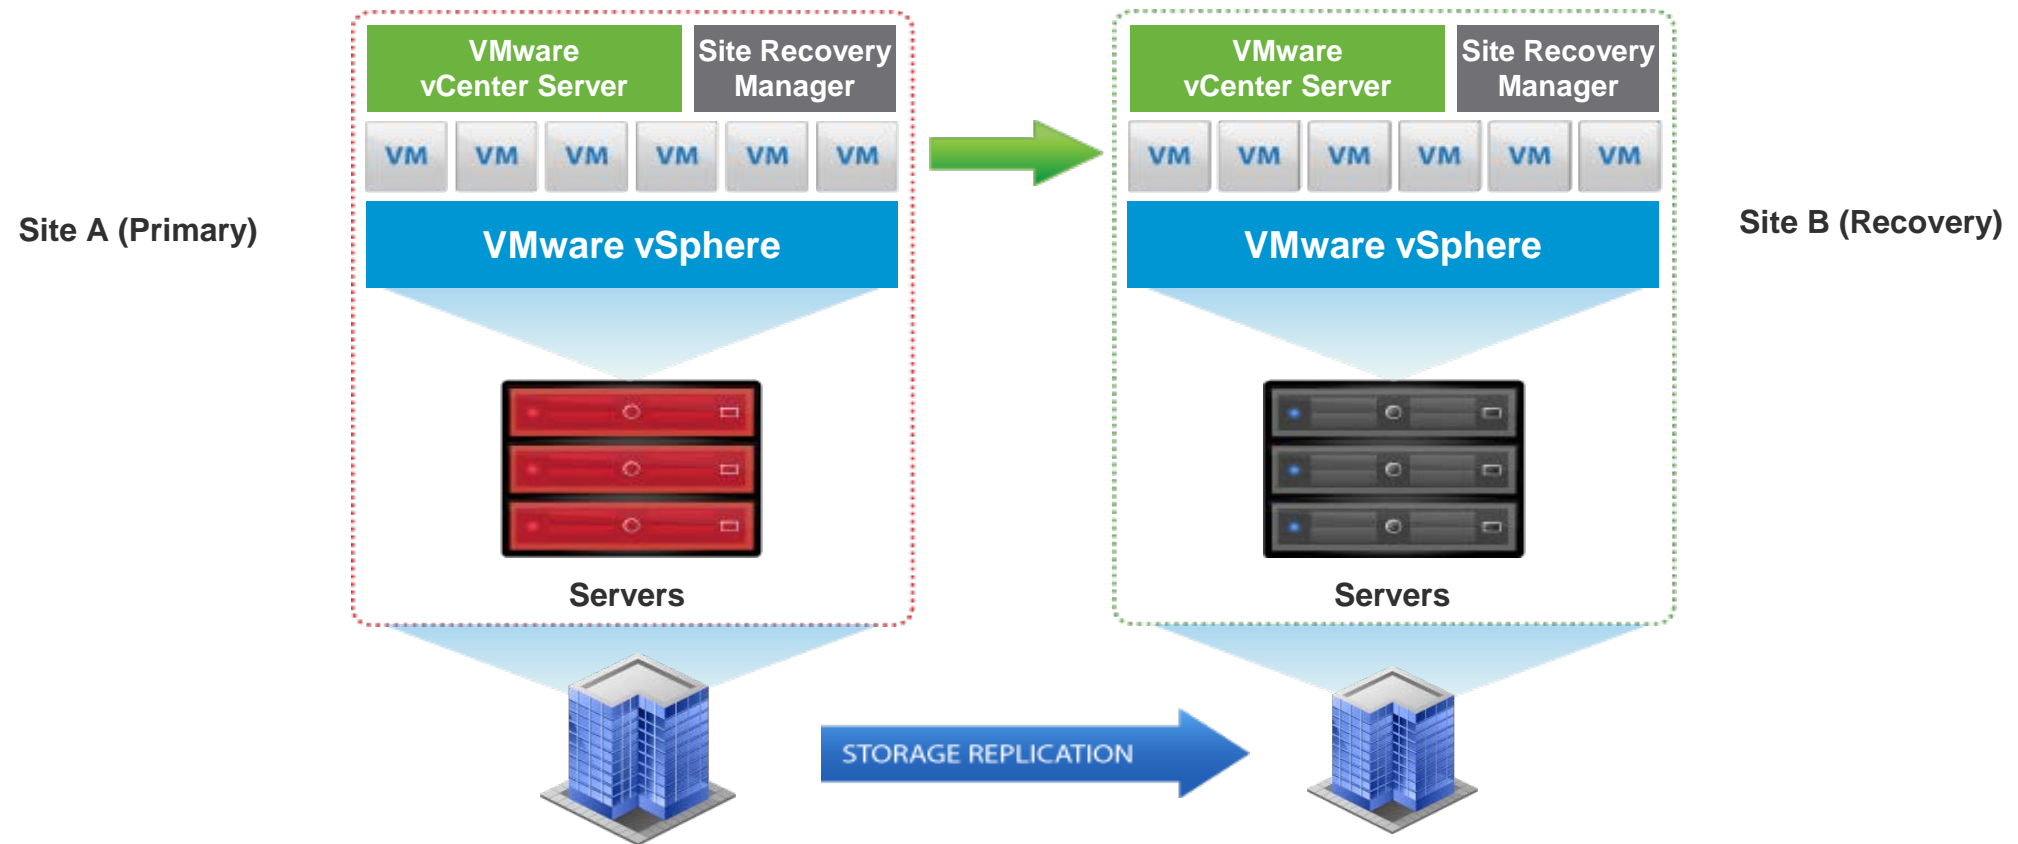 Site A (Primary)
VMware
vCenter Server
Site Recovery
Manager
VM VM VM VM VM VM
VMware vSphere
Servers
VMware
vCenter Server
Site Recovery
Manager
VM VM VM VM VM VM
VMware vSphere
Servers
Site B (Recovery)
STORAGE REPLICATION